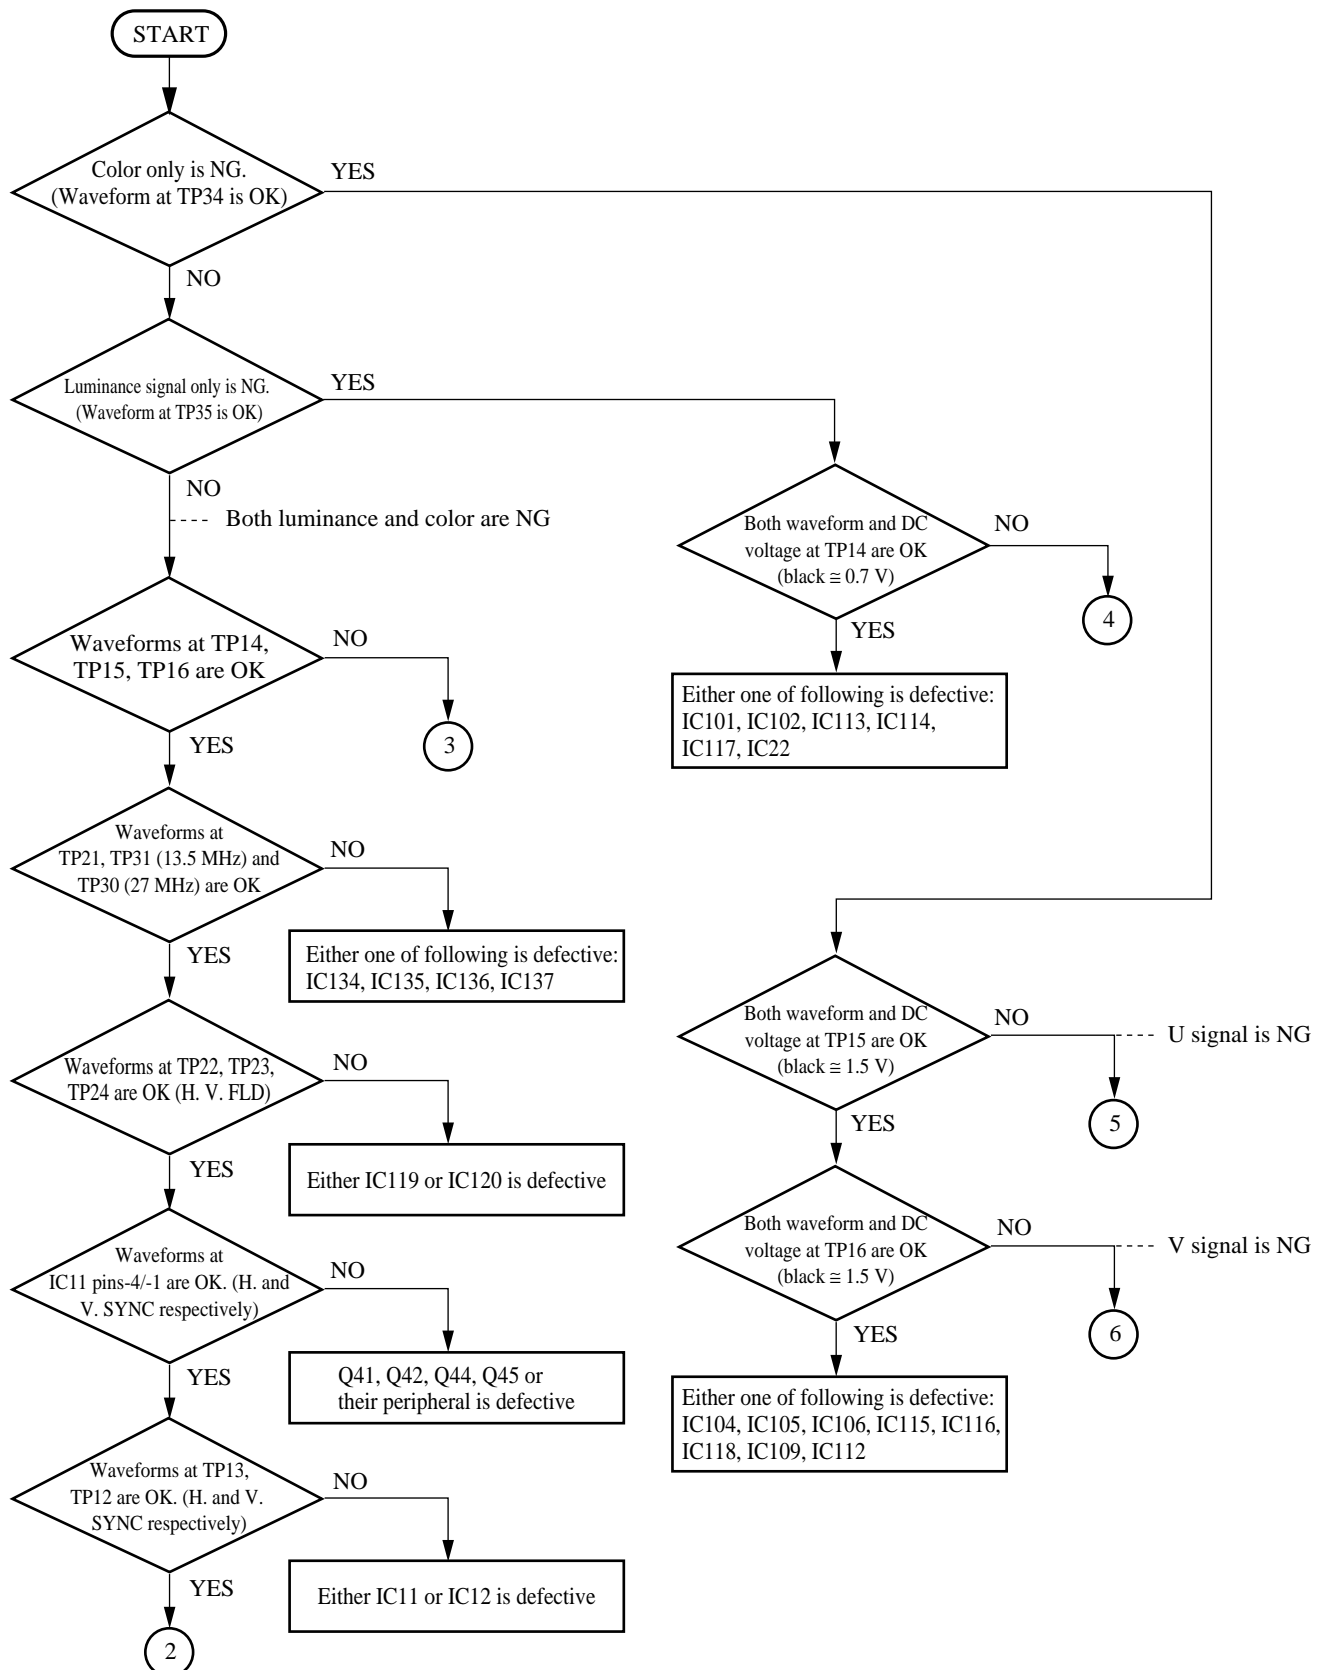 START
Color only is NG.
(Waveform at TP34 is OK)
YES
NO
Luminance signal only is NG.
(Waveform at TP35 is OK)
YES
NO
Both luminance and color are NG
Both waveform and DC
voltage at TP14 are OK
(black ≅ 0.7 V)
NO
4
YES
Either one of following is defective:
IC101, IC102, IC113, IC114,
IC117, IC22
Waveforms at TP14,
TP15, TP16 are OK
NO
3
YES
Waveforms at
TP21, TP31 (13.5 MHz) and
TP30 (27 MHz) are OK
NO
Either one of following is defective:
IC134, IC135, IC136, IC137
YES
Waveforms at TP22, TP23,
TP24 are OK (H. V. FLD)
NO
Either IC119 or IC120 is defective
YES
Waveforms at
IC11 pins-4/-1 are OK. (H. and
V. SYNC respectively)
NO
Q41, Q42, Q44, Q45 or
their peripheral is defective
YES
Waveforms at TP13,
TP12 are OK. (H. and V.
SYNC respectively)
NO
Either IC11 or IC12 is defective
YES
2
Both waveform and DC
voltage at TP15 are OK
(black ≅ 1.5 V)
NO
U signal is NG
5
YES
Both waveform and DC
voltage at TP16 are OK
(black ≅ 1.5 V)
NO
V signal is NG
6
YES
Either one of following is defective:
IC104, IC105, IC106, IC115, IC116,
IC118, IC109, IC112